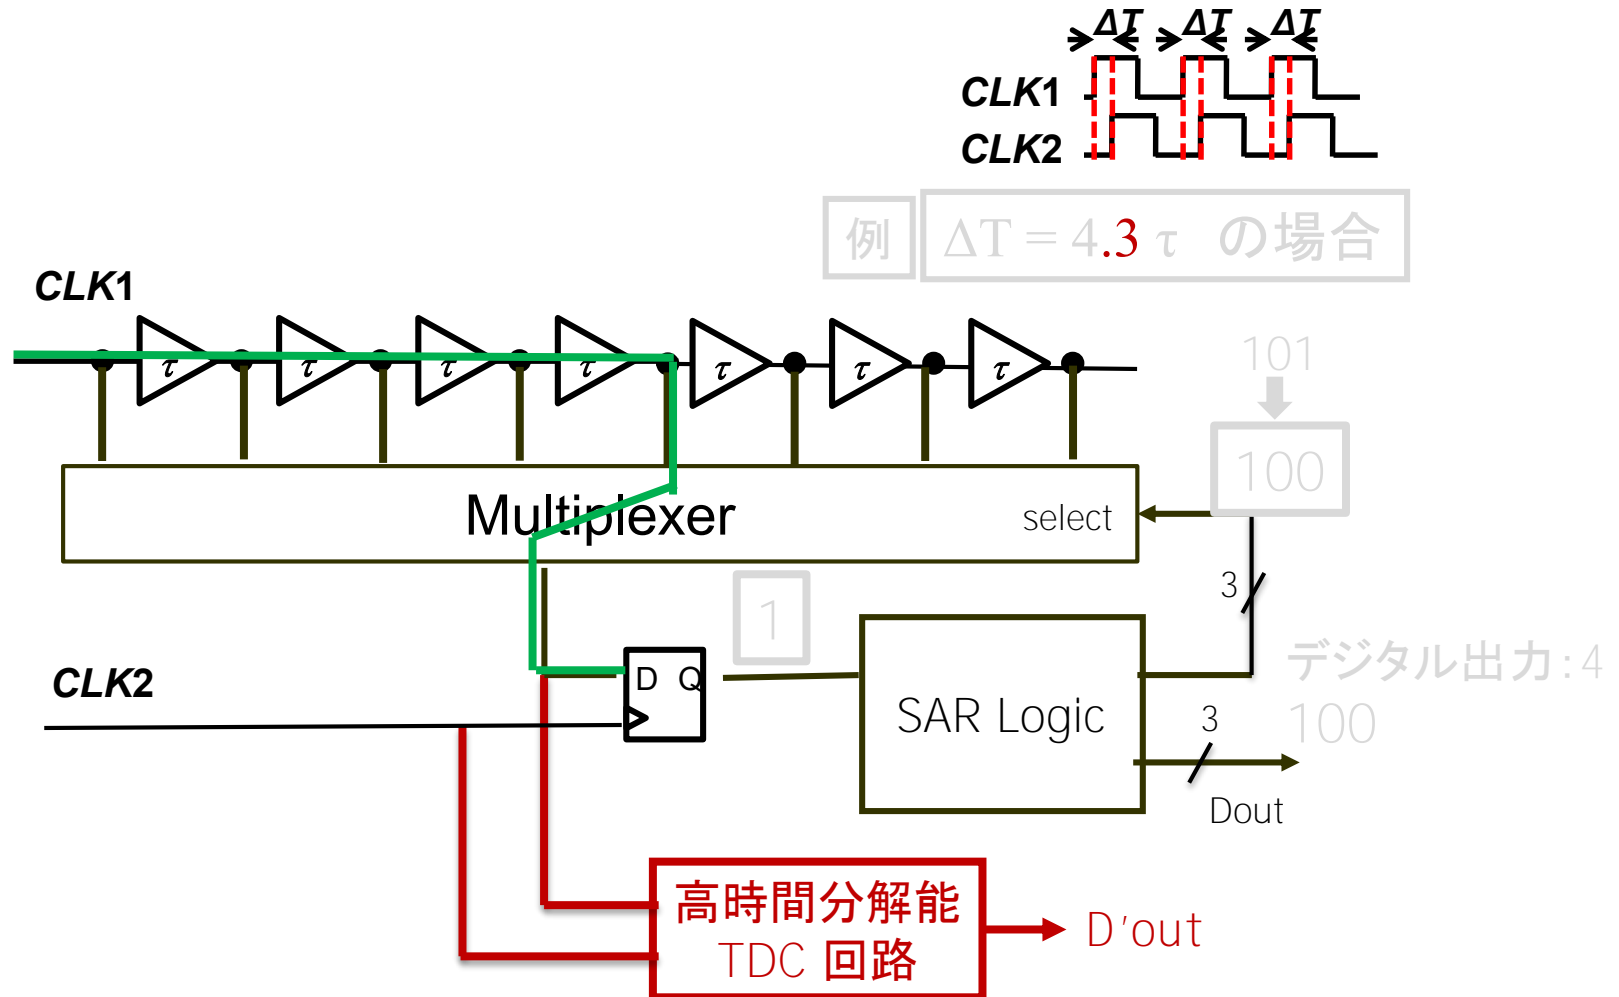 ΔT ΔT ΔT
CLK1
CLK2
例 ΔT = 4.3 τ の場合
CLK1
τ τ τ τ τ τ τ
101
100
Multiplexer
select
3
1
デジタル出力:4
100
CLK2
D Q
SAR Logic
3
Dout
高時間分解能
TDC 回路
D'out